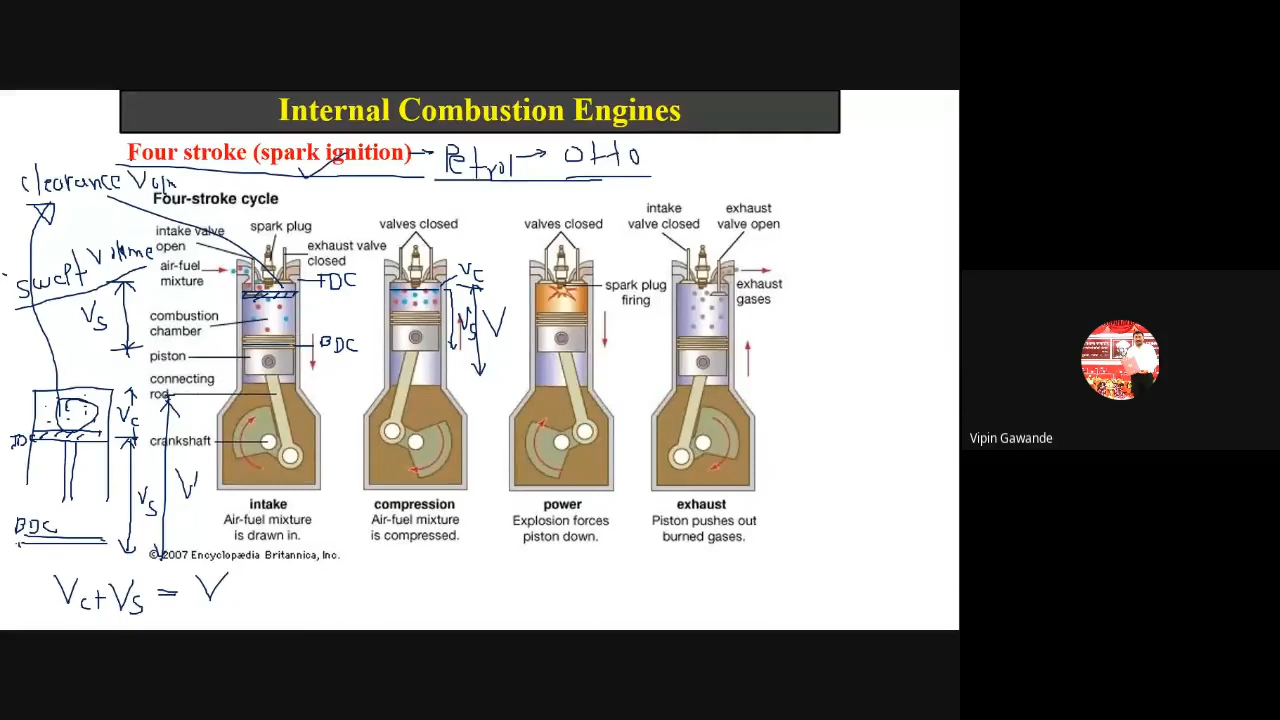 Internal Combustion Engines
Four stroke (spark ignition) → Petrol → Otto
clearance Volm
Four-stroke cycle
Swept Volume
Vs
intake valve
open
spark plug
exhaust valve
closed
air-fuel
mixture
TDC
combustion
chamber
BDC
piston
connecting
rod
crankshaft
valves closed
Vc
Vs
V
valves closed
spark plug
firing
intake
valve closed
exhaust
valve open
exhaust
gases
Vc
TDC
Vs
V
BDC
intake
Air-fuel mixture
is drawn in.
compression
Air-fuel mixture
is compressed.
power
Explosion forces
piston down.
exhaust
Piston pushes out
burned gases.
© 2007 Encyclopædia Britannica, Inc.
Vc+Vs = V
Vipin Gawande